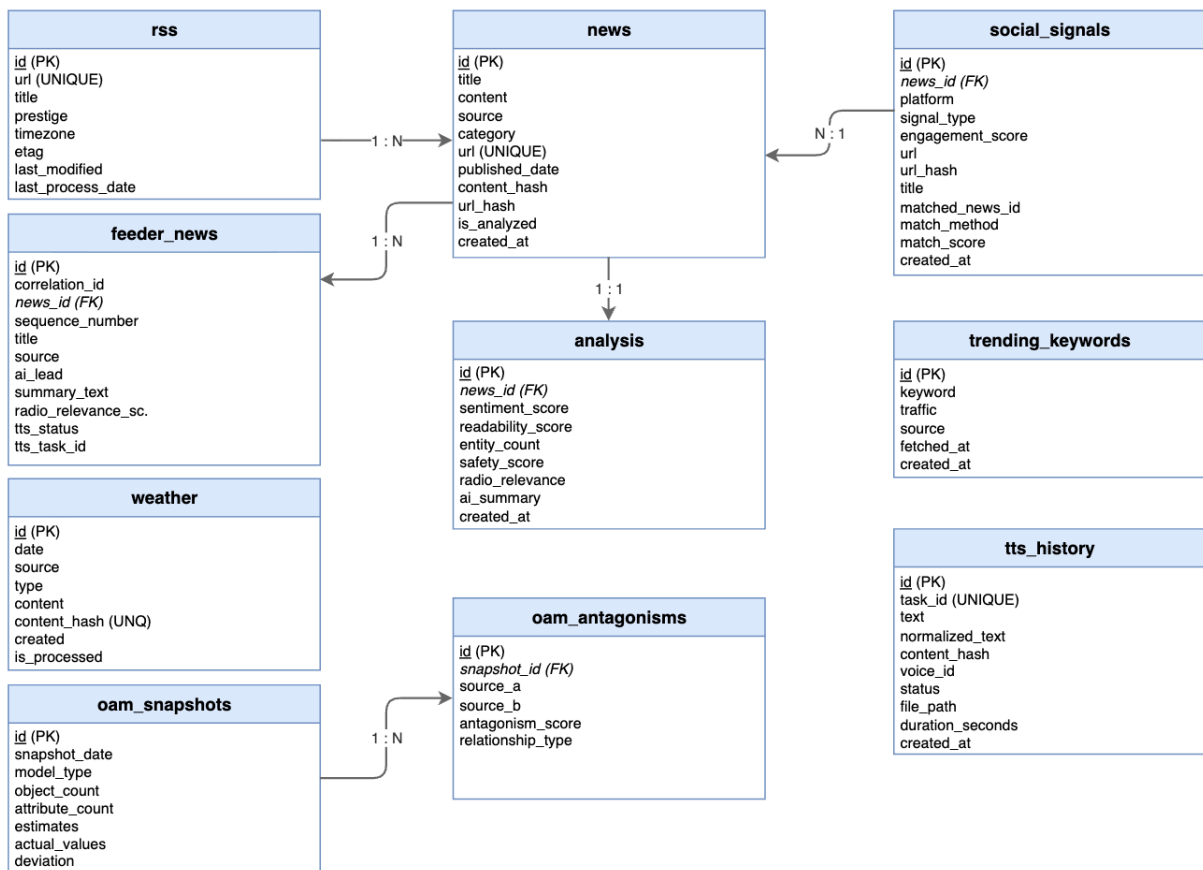 rss
id (PK)
url (UNIQUE)
title
prestige
timezone
etag
last_modified
last_process_date
1 : N
news
id (PK)
title
content
source
category
url (UNIQUE)
published_date
content_hash
url_hash
is_analyzed
created_at
N : 1
social_signals
id (PK)
news_id (FK)
platform
signal_type
engagement_score
url
url_hash
title
matched_news_id
match_method
match_score
created_at
feeder_news
id (PK)
correlation_id
news_id (FK)
sequence_number
title
source
ai_lead
summary_text
radio_relevance_sc.
tts_status
tts_task_id
1 : N
1 : 1
analysis
id (PK)
news_id (FK)
sentiment_score
readability_score
entity_count
safety_score
radio_relevance
ai_summary
created_at
trending_keywords
id (PK)
keyword
traffic
source
fetched_at
created_at
weather
id (PK)
date
source
type
content
content_hash (UNQ)
created
is_processed
oam_antagonisms
id (PK)
snapshot_id (FK)
source_a
source_b
antagonism_score
relationship_type
tts_history
id (PK)
task_id (UNIQUE)
text
normalized_text
content_hash
voice_id
status
file_path
duration_seconds
created_at
oam_snapshots
id (PK)
snapshot_date
model_type
object_count
attribute_count
estimates
actual_values
deviation
1 : N